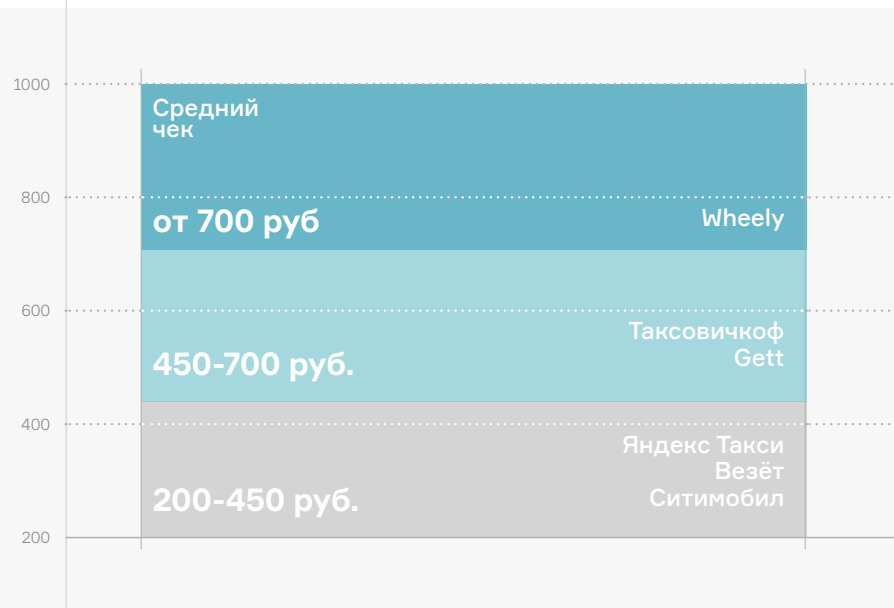 1000
Средний
чек
800
от 700 руб
Wheely
600
Таксовичкоф
450-700 руб.
Gett
400
Яндекс Такси
Везёт
200-450 руб.
Ситимобил
200